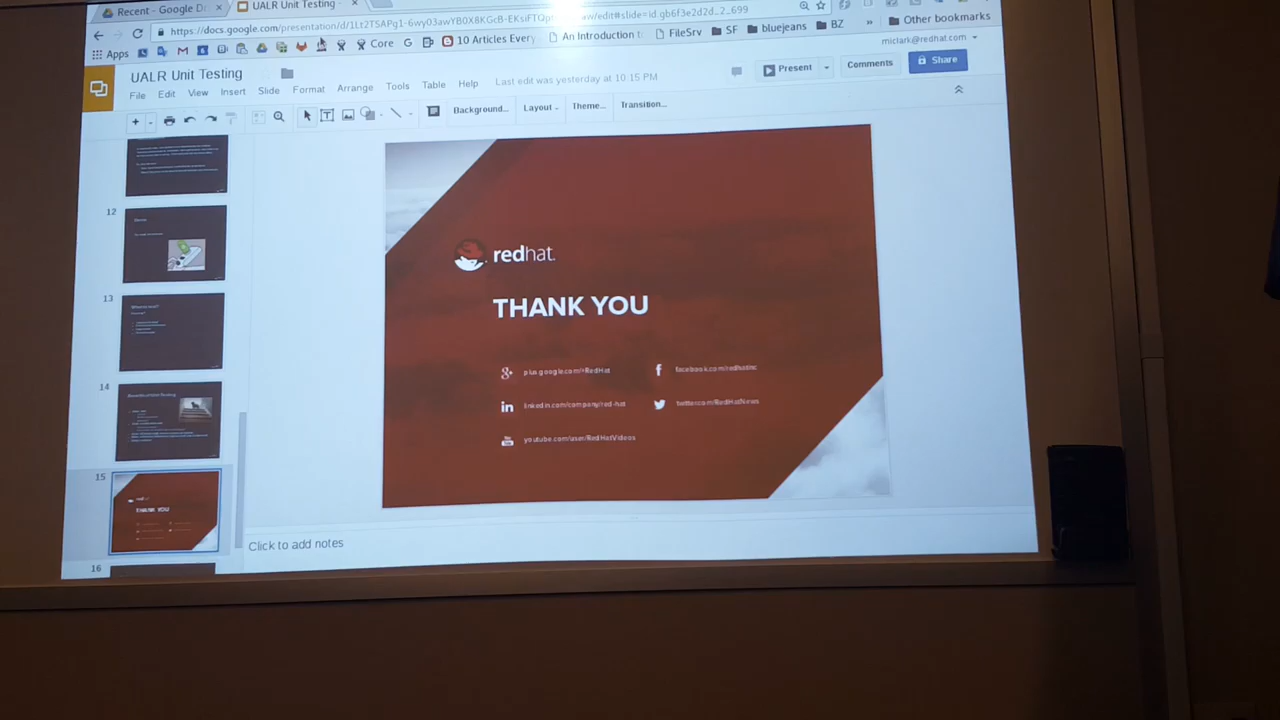 Recent - Google Dr
UALR Unit Testing -
https://docs.google.com/presentation/d/
Apps
Core
10 Articles Every
An Introduction t
FileSrv
SF
bluejeans
BZ
»
Other bookmarks
miclark@redhat.com
UALR Unit Testing
File Edit View Insert Slide Format Arrange Tools Table Help
Last edit was yesterday at 10:15 PM
Present
Comments
Share
Background...
Layout
Theme...
Transition...
12
13
14
15
THANK YOU
16
redhat.
THANK YOU
plus.google.com/+RedHat
facebook.com/redhatinc
linkedin.com/company/red-hat
twitter.com/RedHatNews
youtube.com/user/RedHatVideos
Click to add notes